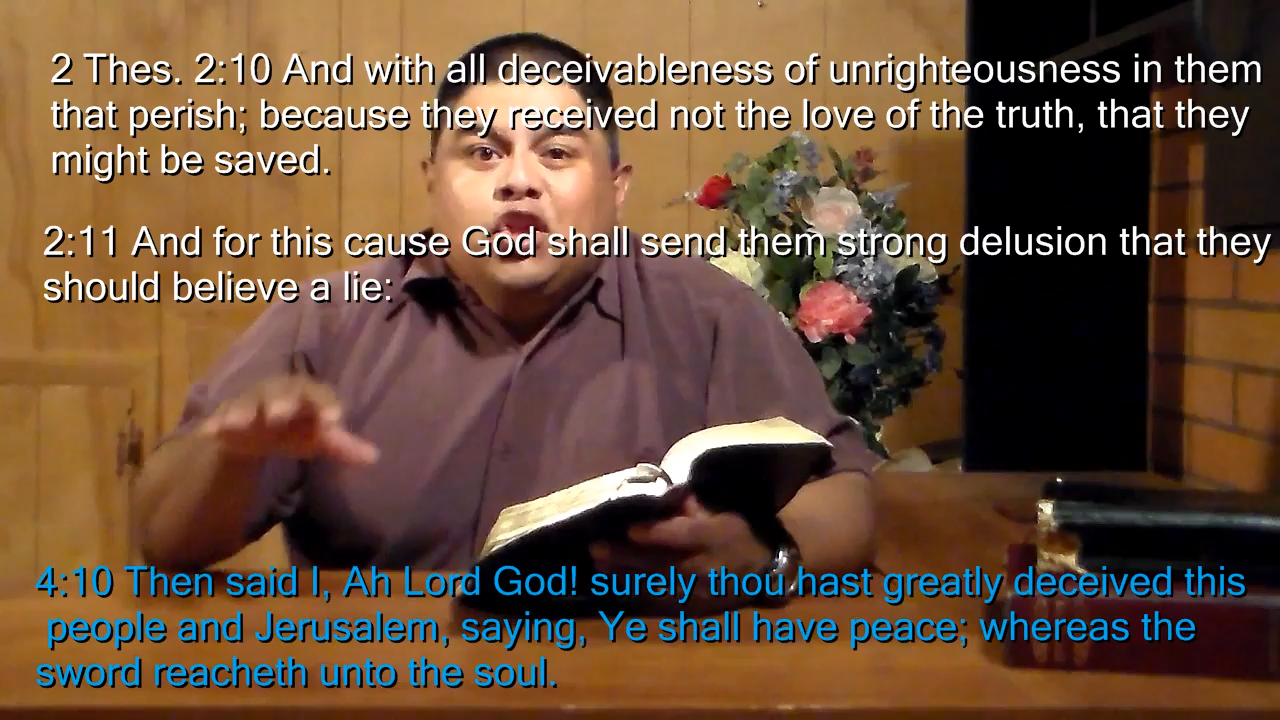 2 Thes. 2:10 And with all deceivableness of unrighteousness in them
that perish; because they received not the love of the truth, that they
might be saved.
2:11 And for this cause God shall send them strong delusion that they
should believe a lie:
4:10 Then said I, Ah Lord God! surely thou hast greatly deceived this
people and Jerusalem, saying, Ye shall have peace; whereas the
sword reacheth unto the soul.